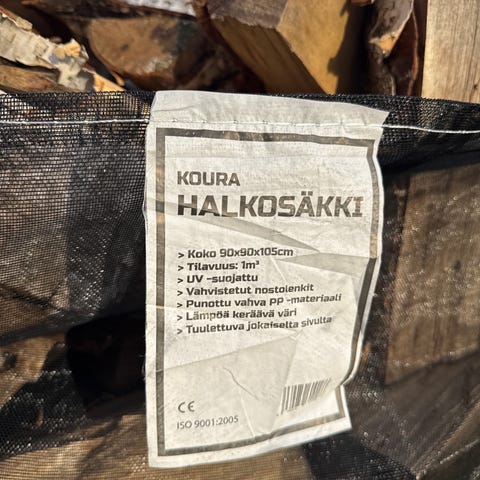 KOURA
HALKOSÄKKI
> Koko 90x90x105cm
> Tilavuus: 1m³
> UV -suojattu
> Vahvistetut nostolenkit
> Punottu vahva PP -materiaali
> Lämpöä keräävä väri
> Tuulettuva jokaiselta sivulta
CE
ISO 9001:2005